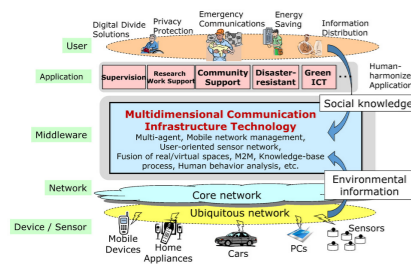 Digital Divide
Solutions
Privacy
Protection
Emergency
Communications
Energy
Saving
Information
Distribution
User
Application
Supervision
Research
Work Support
Community
Support
Disaster-
resistant
Green
ICT
...
Human-
harmonized
Application
Social knowledge
Middleware
Multidimensional Communication
Infrastructure Technology
Multi-agent, Mobile network management,
User-oriented sensor network,
Fusion of real/virtual spaces, M2M, Knowledge-base
process, Human behavior analysis, etc.
Environmental
information
Network
Core network
Ubiquitous network
Device / Sensor
Mobile
Devices
Home
Appliances
Cars
PCs
Sensors